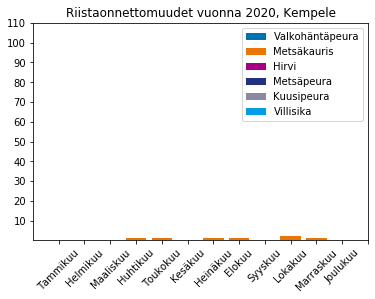 Riistaonnettomuudet vuonna 2020, Kempele
110
100
90
80
70
60
50
40
30
20
10
Valkohäntäpeura
Metsäkauris
Hirvi
Metsäpeura
Kuusipeura
Villisika
Tammikuu
Helmikuu
Maaliskuu
Huhtikuu
Toukokuu
Kesäkuu
Heinäkuu
Elokuu
Syyskuu
Lokakuu
Marraskuu
Joulukuu